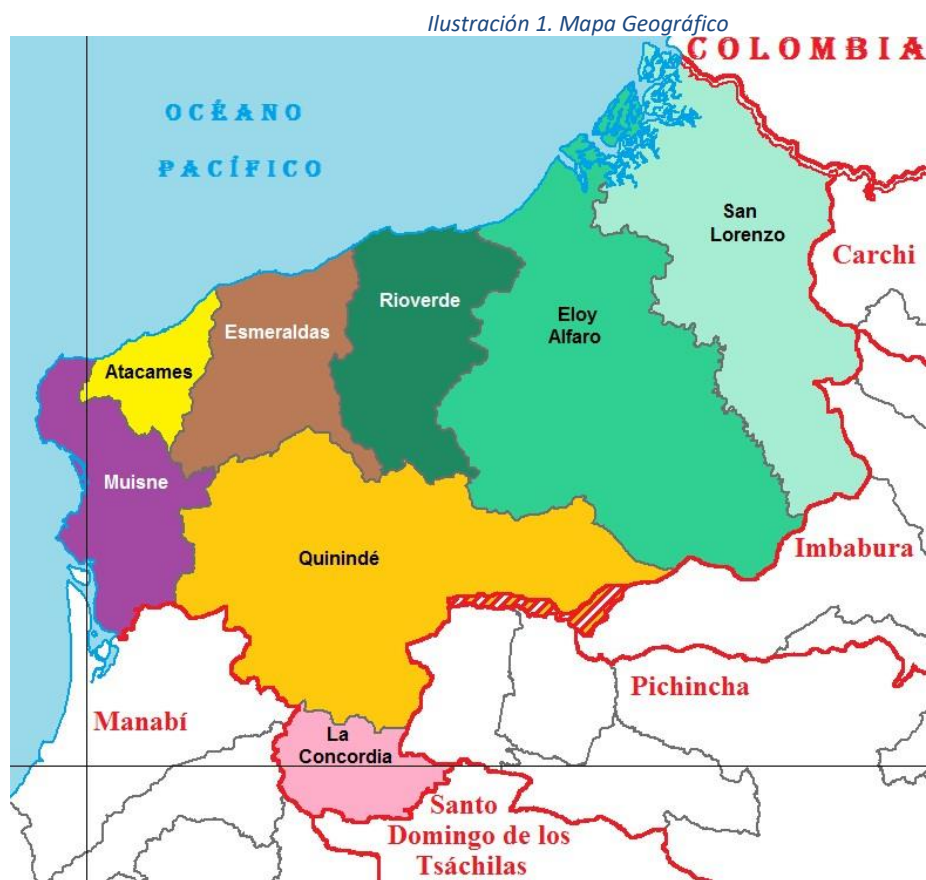 Ilustración 1. Mapa Geográfico
COLOMBIA
OCÉANO
PACÍFICO
San
Lorenzo
Carchi
Rioverde
Eloy
Alfaro
Esmeraldas
Atacames
Muisne
Imbabura
Quinindé
Pichincha
Manabí
La
Concordia
Santo
Domingo de los
Tsáchilas